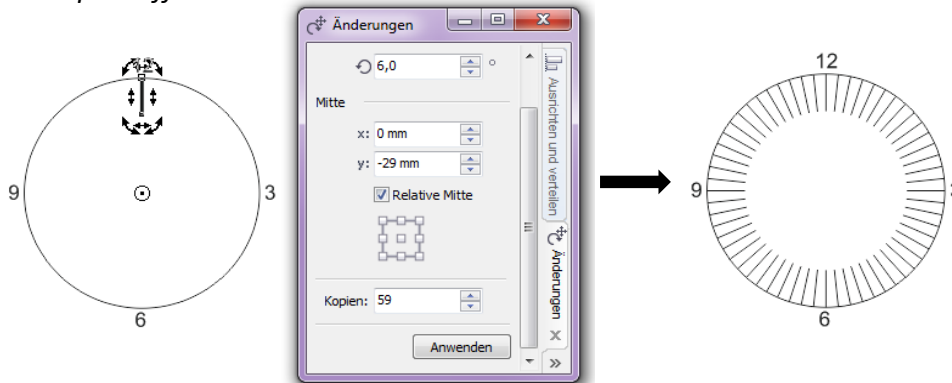 Änderungen
6,0 °
Mitte
x: 0 mm
y: -29 mm
Relative Mitte
Kopien: 59
Anwenden
Ausrichten und verteilen
Änderungen
9
3
6
12
9
6